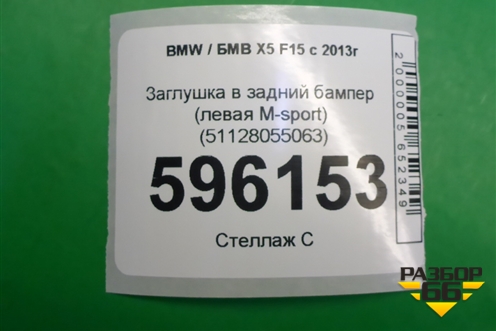 BMW / БМВ X5 F15 с 2013г
Заглушка в задний бампер
(левая M-sport)
(51128055063)
596153
Стеллаж С
2000005652349
РАЗБОР
66